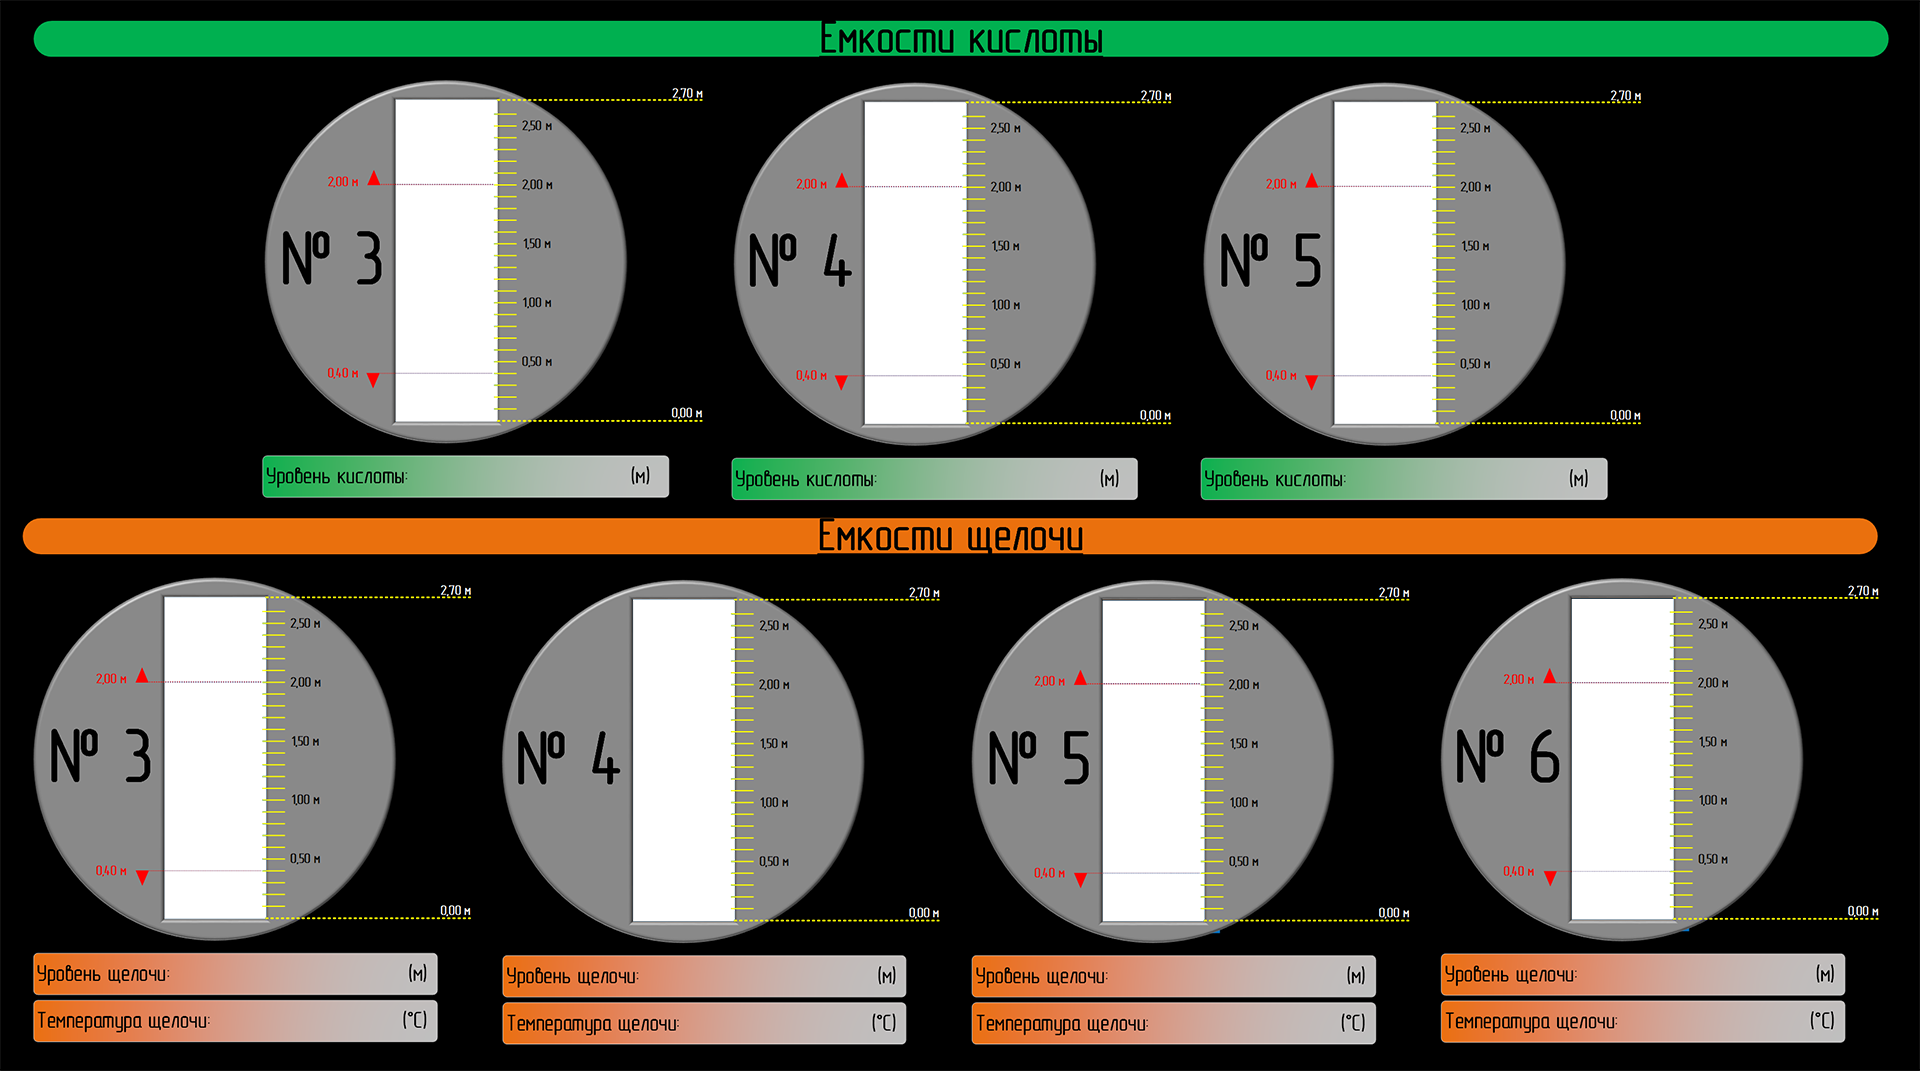 Емкости кислоты
2,70 м
2,50 м
2,00 м
2,00 м
1,50 м
№ 3
1,00 м
0,50 м
0,40 м
0,00 м
Уровень кислоты: (м)
2,70 м
2,50 м
2,00 м
2,00 м
1,50 м
№ 4
1,00 м
0,50 м
0,40 м
0,00 м
Уровень кислоты: (м)
2,70 м
2,50 м
2,00 м
2,00 м
1,50 м
№ 5
1,00 м
0,50 м
0,40 м
0,00 м
Уровень кислоты: (м)
Емкости щелочи
2,70 м
2,50 м
2,00 м
2,00 м
1,50 м
№ 3
1,00 м
0,50 м
0,40 м
0,00 м
Уровень щелочи: (м)
Температура щелочи: (°C)
2,70 м
2,50 м
2,00 м
1,50 м
№ 4
1,00 м
0,50 м
0,00 м
Уровень щелочи: (м)
Температура щелочи: (°C)
2,70 м
2,50 м
2,00 м
2,00 м
1,50 м
№ 5
1,00 м
0,50 м
0,40 м
0,00 м
Уровень щелочи: (м)
Температура щелочи: (°C)
2,70 м
2,50 м
2,00 м
2,00 м
1,50 м
№ 6
1,00 м
0,50 м
0,40 м
0,00 м
Уровень щелочи: (м)
Температура щелочи: (°C)